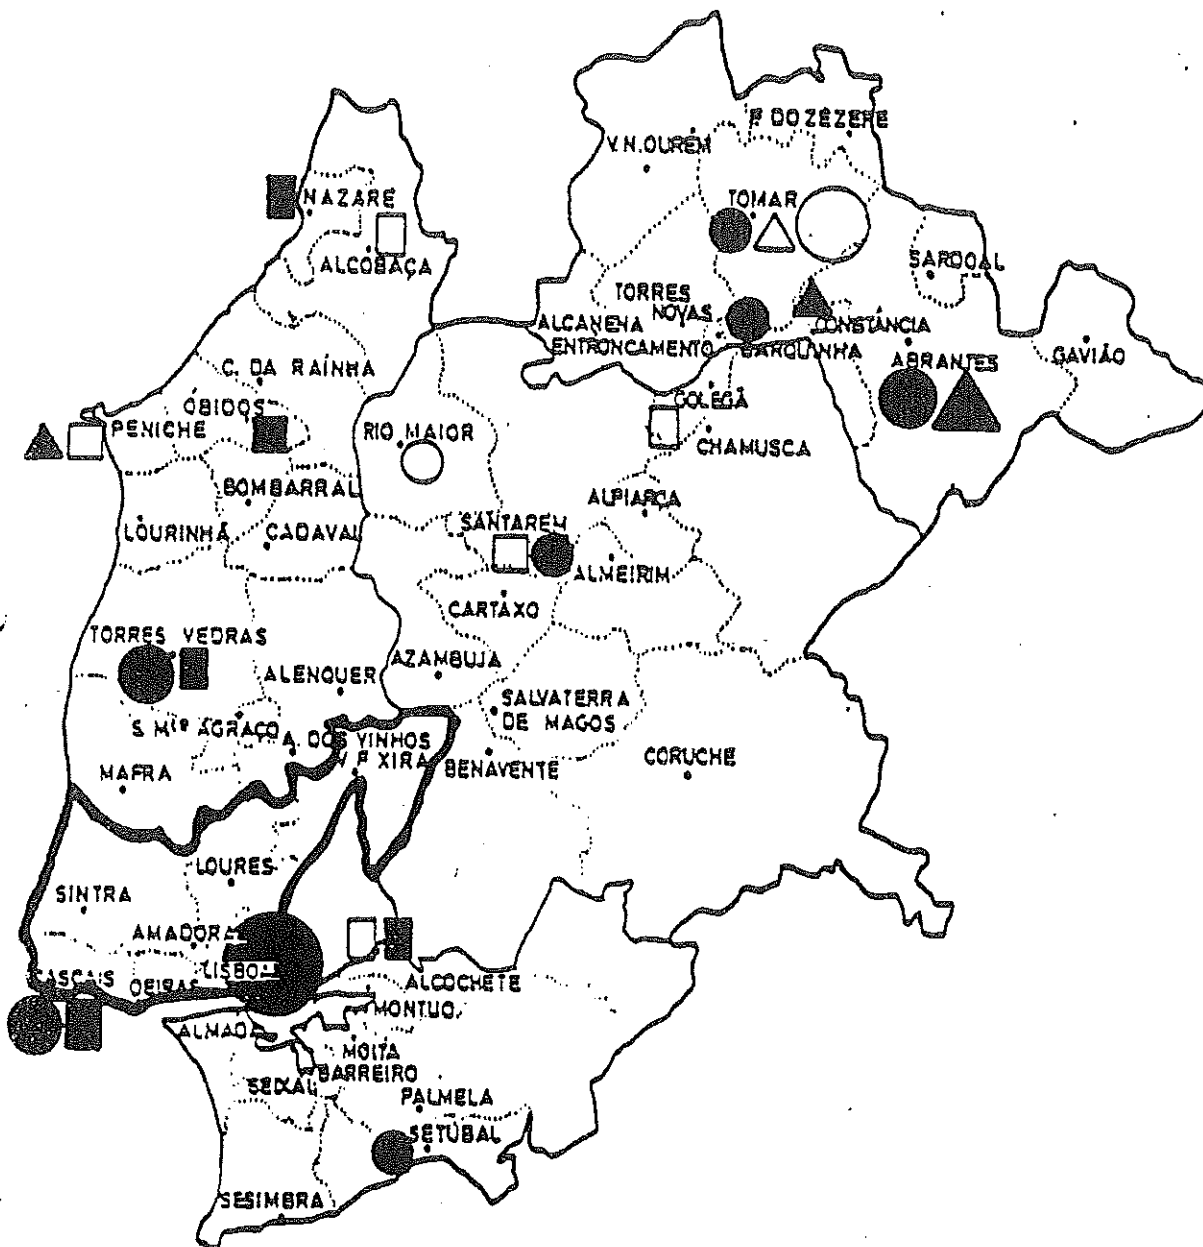 F. DO ZÊZERE
V.N.OURÉM
NAZARÉ
TOMAR
ALCOBAÇA
SARDOAL
TORRES
NOVAS
ALCANENA
CONSTÂNCIA
ENTRONCAMENTO
BARQUINHA
ABRANTES
GAVIÃO
C. DA RAÍNHA
ÓBIDOS
PENICHE
RIO MAIOR
GOLEGÃ
CHAMUSCA
BOMBARRAL
ALPIARÇA
LOURINHÃ
CADAVAL
SANTARÉM
ALMEIRIM
CARTAXO
TORRES VEDRAS
AZAMBUJA
ALENQUER
SALVATERRA
DE MAGOS
S. Mª AGRAÇO
A. DOS VINHOS
V. F. XIRA
BENAVENTE
CORUCHE
MAFRA
LOURES
SINTRA
AMADORA
LISBOA
CASCAIS
OEIRAS
ALCOCHETE
MONTIJO
ALMADA
MOITA
BARREIRO
SEIXAL
PALMELA
SETÚBAL
SESIMBRA